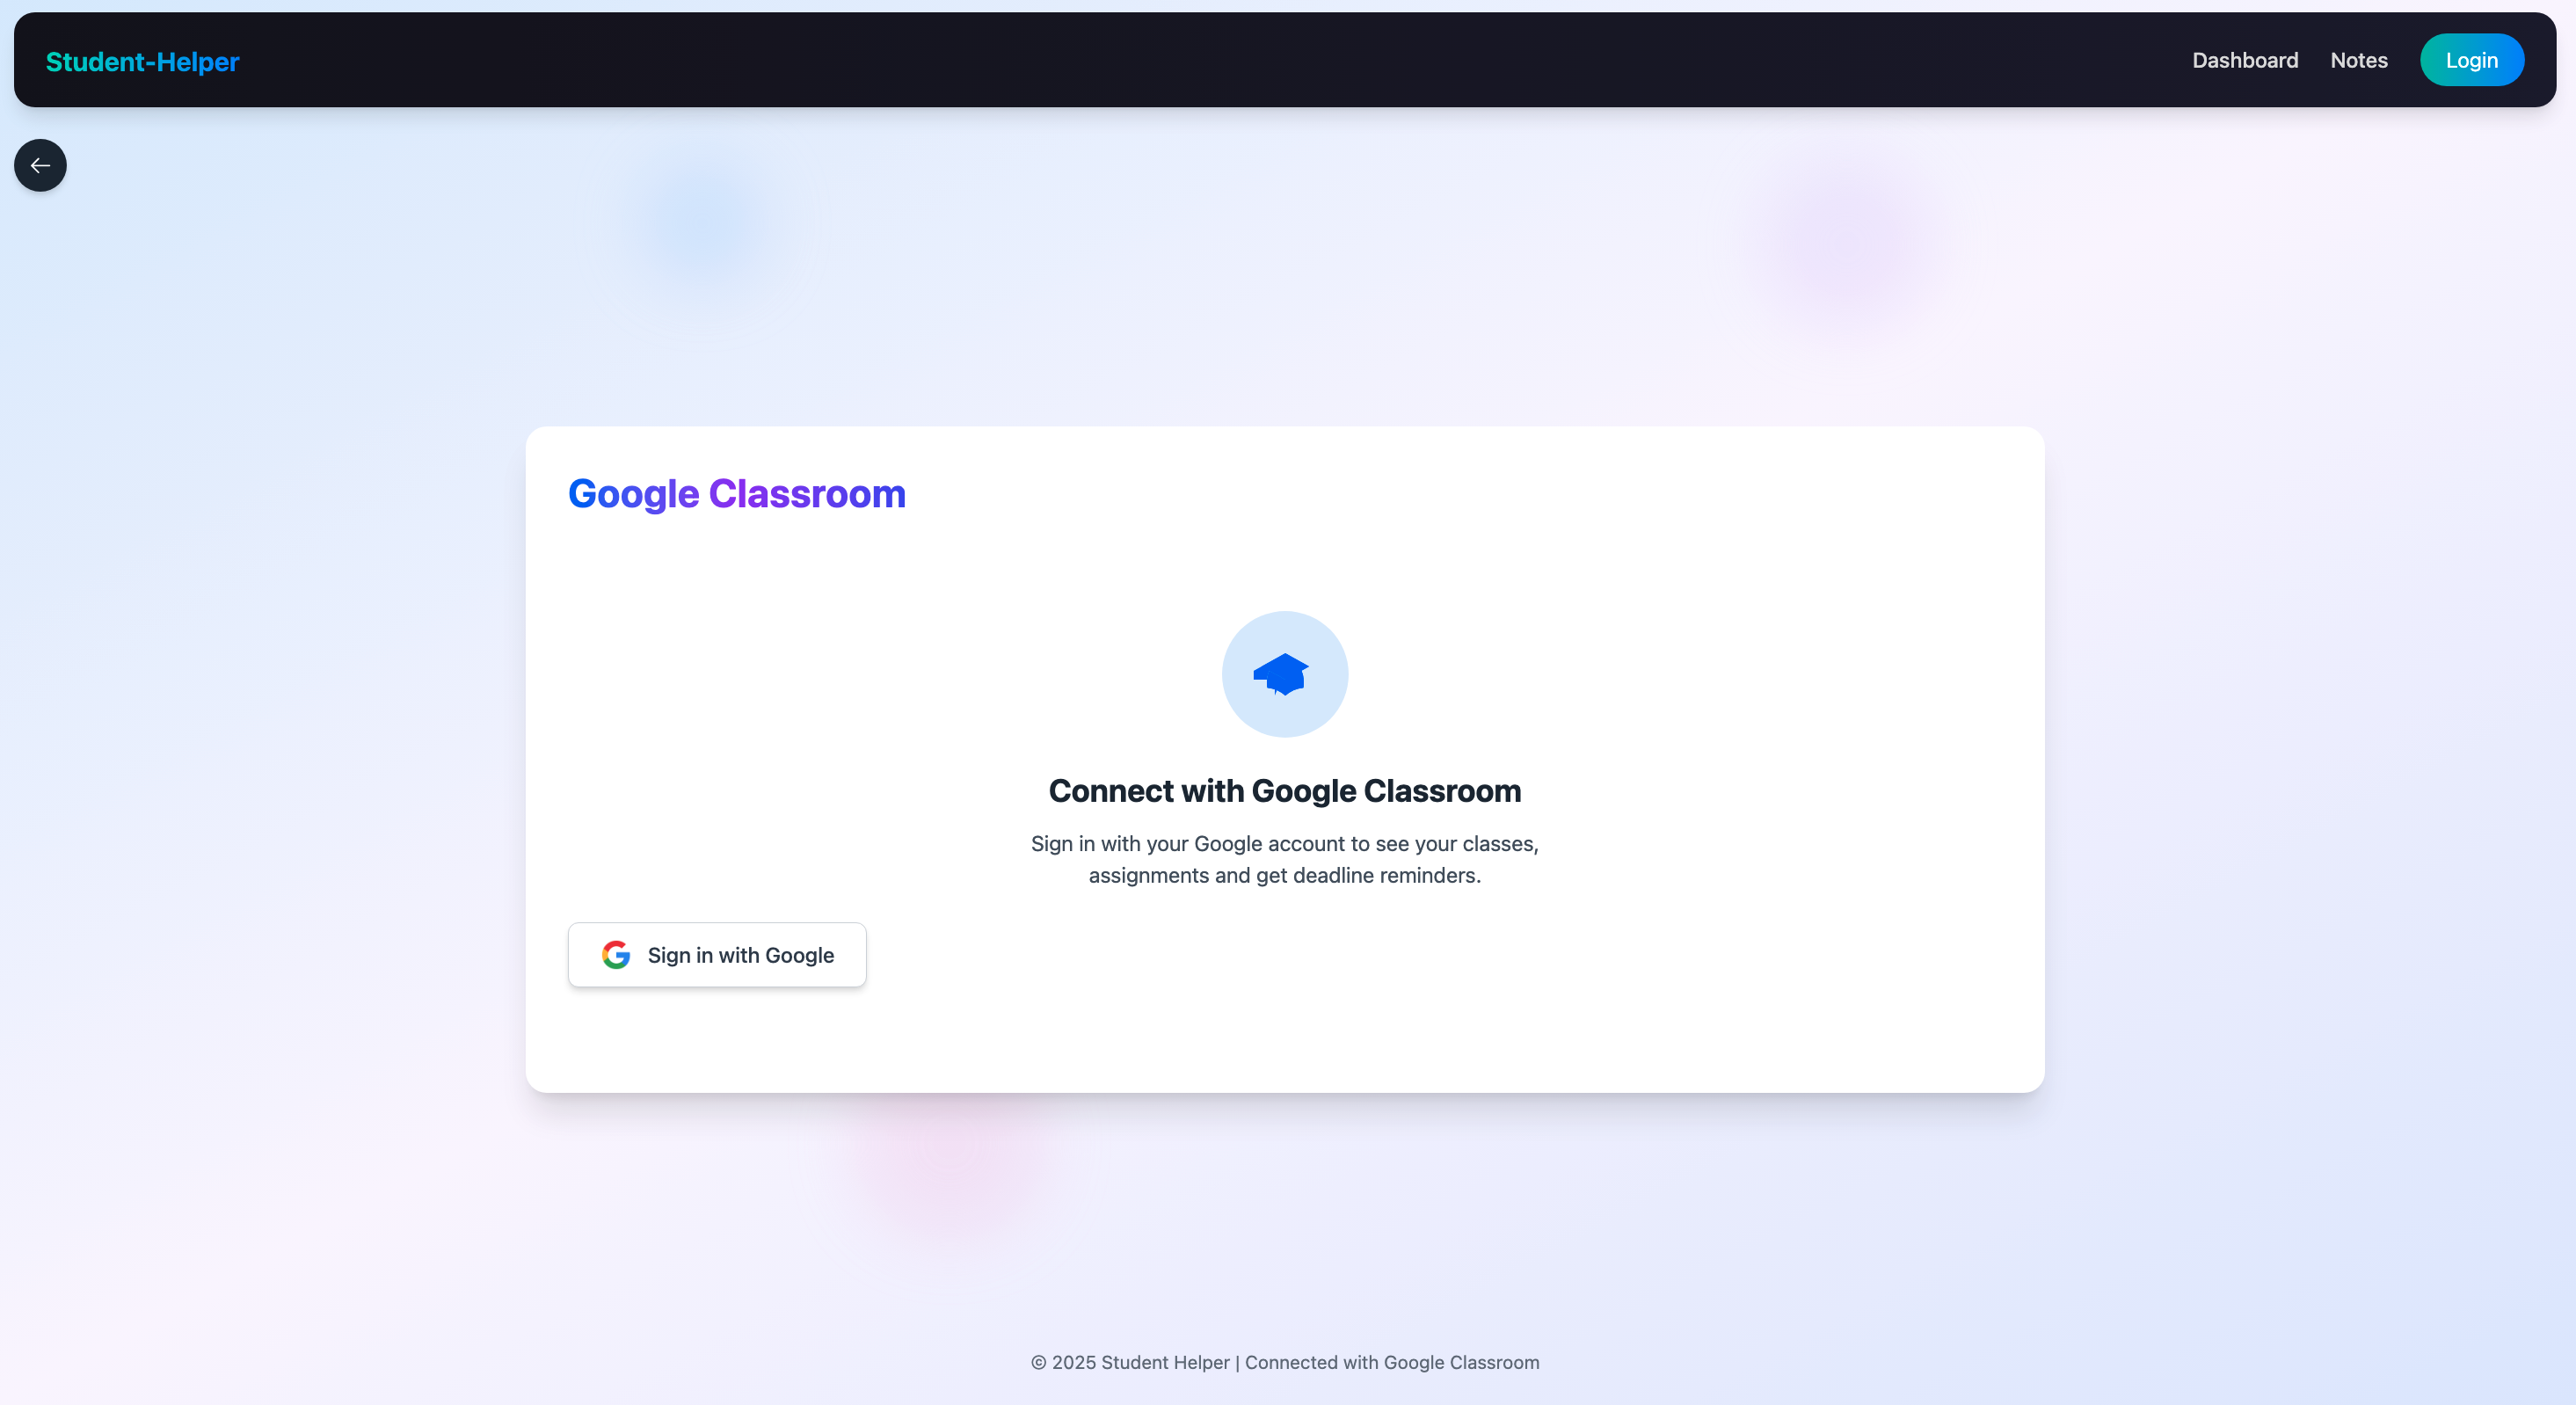 Student-Helper
Dashboard
Notes
Login
Google Classroom
Connect with Google Classroom
Sign in with your Google account to see your classes,
assignments and get deadline reminders.
Sign in with Google
© 2025 Student Helper | Connected with Google Classroom